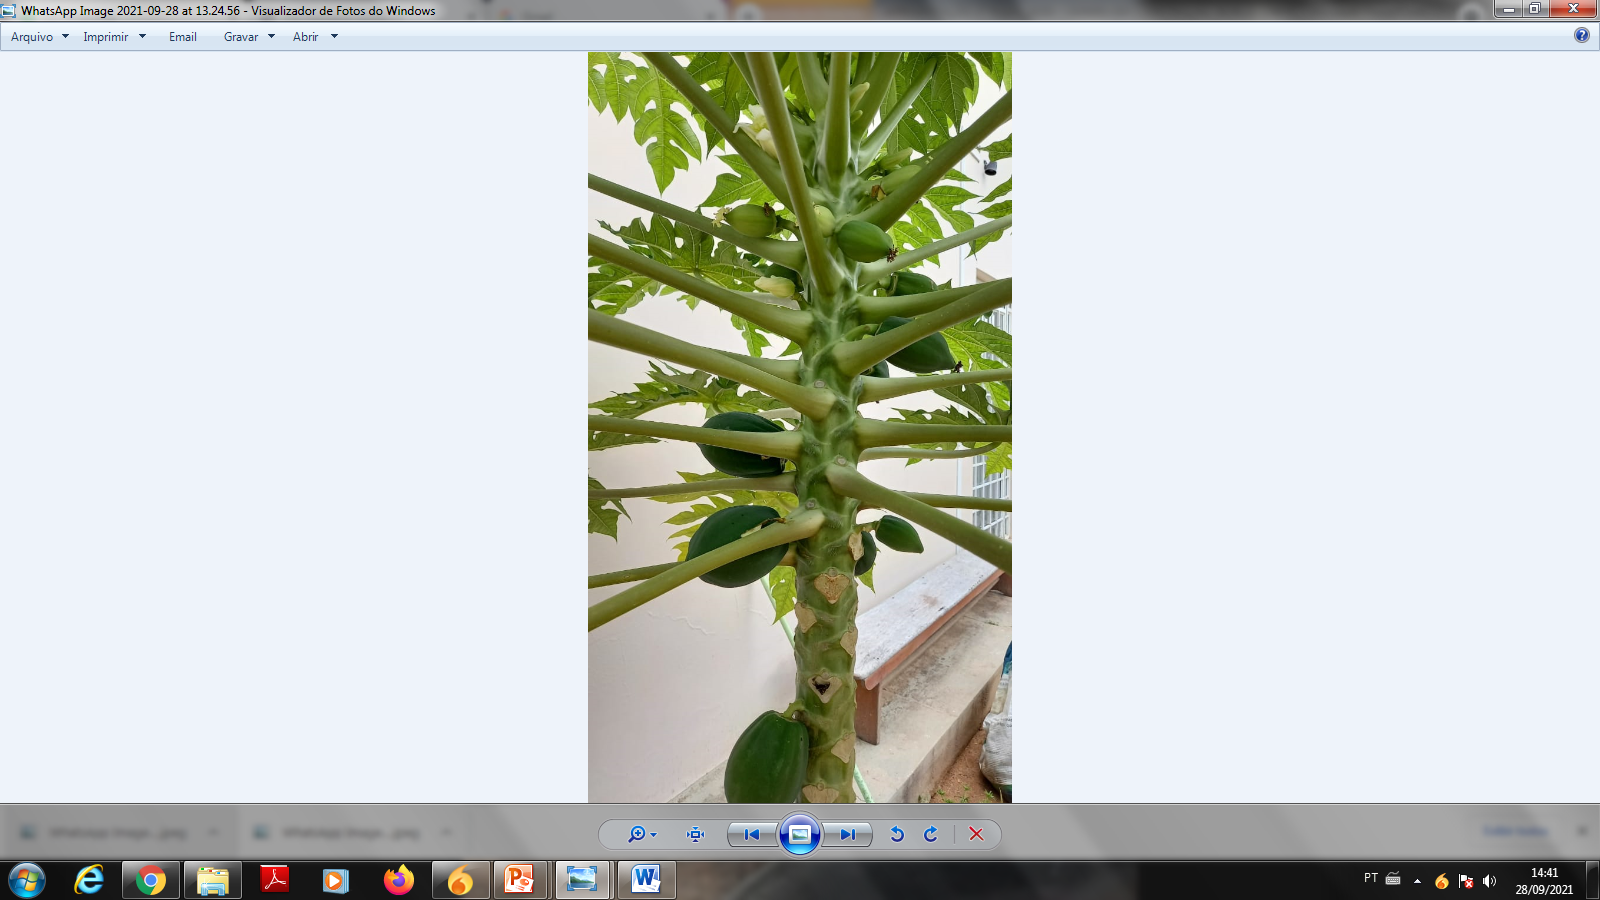 WhatsApp Image 2021-09-28 at 13.24.56 - Visualizador de Fotos do Windows
Arquivo Imprimir Email Gravar Abrir
PT
14:41
28/09/2021